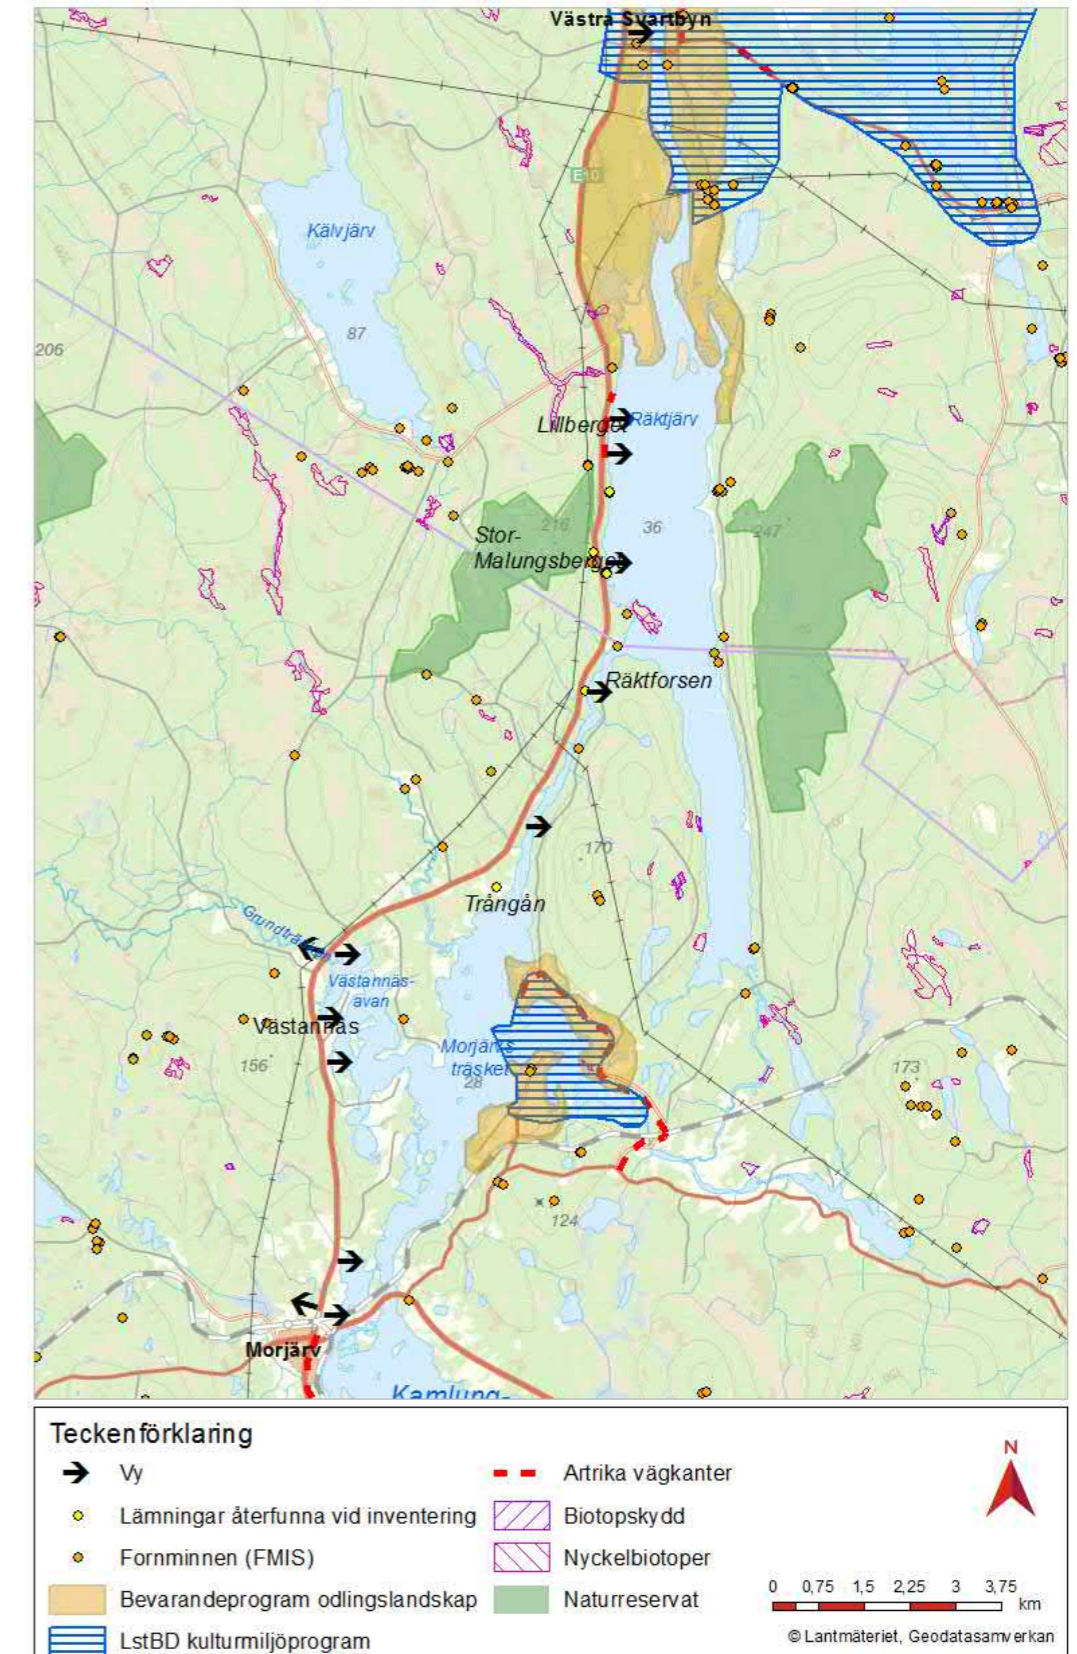 Västra Svartbyn
E10
Kälvjärv
87
206
Lillberget
Räktjärv
Stor-
Malungsberget
216
36
247
Räktforsen
170
Trångån
Västannäs-
avan
Västannäs
156
Morjärvs
träsket
28
173
124
Morjärv
Kamlung-
Teckenförklaring
Vy
Lämningar återfunna vid inventering
Fornminnen (FMIS)
Bevarandeprogram odlingslandskap
LstBD kulturmiljöprogram
Artrika vägkanter
Biotopskydd
Nyckelbiotoper
Naturreservat
N
0 0,75 1,5 2,25 3 3,75
km
© Lantmäteriet, Geodatasamverkan